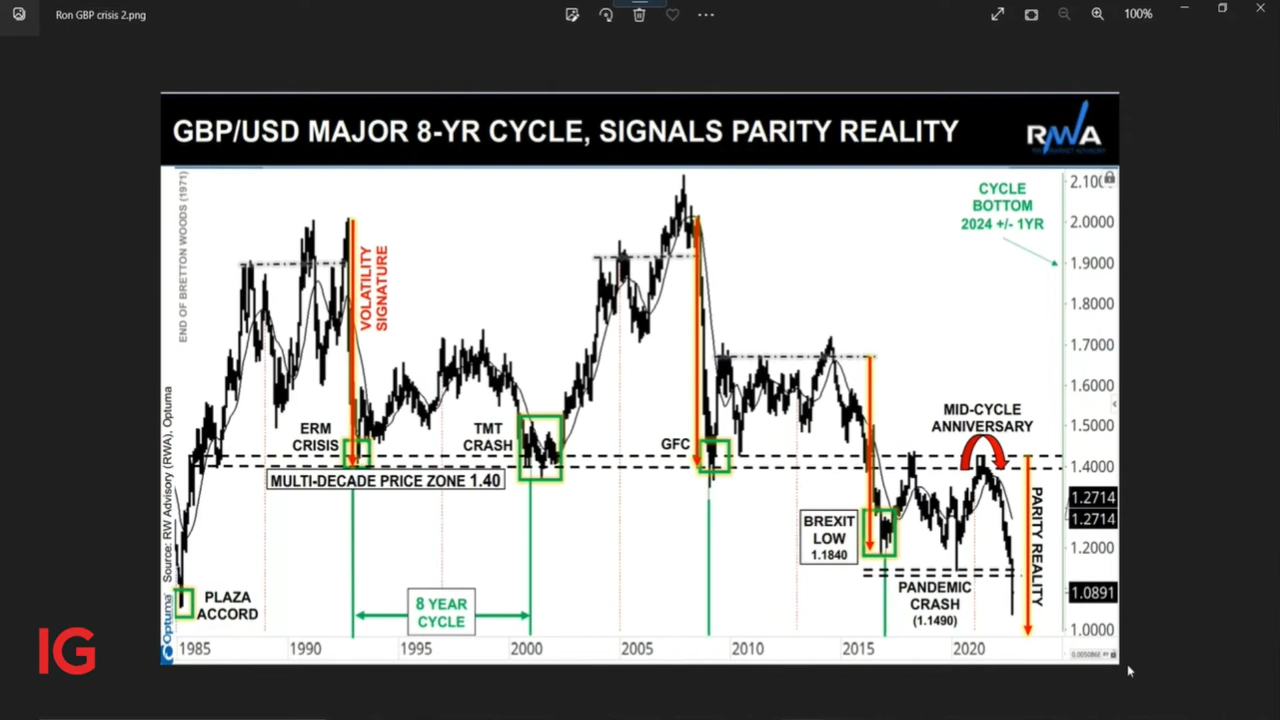 Ron GBP crisis 2.png
100%
GBP/USD MAJOR 8-YR CYCLE, SIGNALS PARITY REALITY
RWA
END OF BRETTON WOODS (1971)
CYCLE
BOTTOM
2024 +/- 1YR
VOLATILITY
SIGNATURE
2.1000
2.0000
1.9000
1.8000
1.7000
1.6000
1.5000
1.4000
1.2714
1.2714
1.2000
1.0891
1.0000
MID-CYCLE
ANNIVERSARY
ERM
CRISIS
TMT
CRASH
GFC
MULTI-DECADE PRICE ZONE 1.40
BREXIT
LOW
1.1840
PARITY REALITY
PANDEMIC
CRASH
(1.1490)
PLAZA
ACCORD
8 YEAR
CYCLE
Optuma Source: RW Advisory (RWA), Optuma
1985
1990
1995
2000
2005
2010
2015
2020
IG